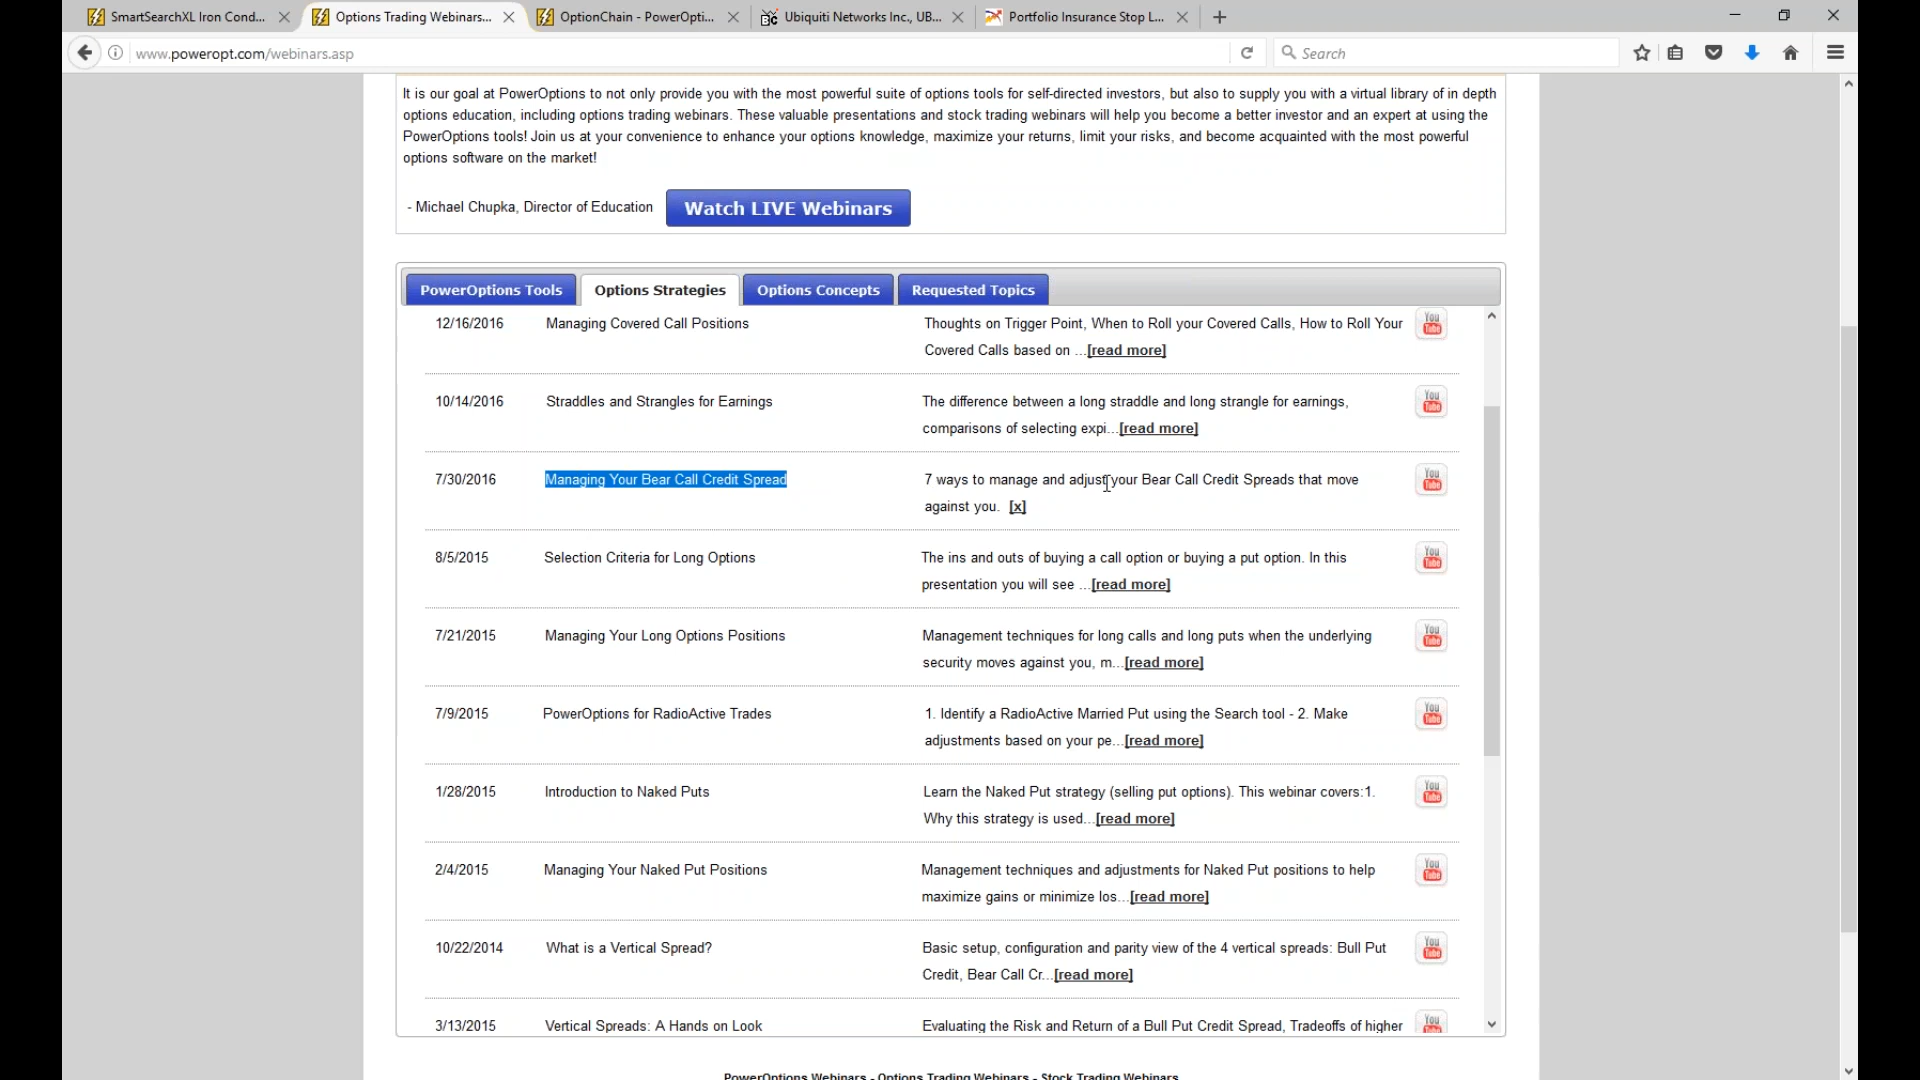 SmartSearchXL Iron Cond...
Options Trading Webinars...
OptionChain - PowerOpti...
Ubiquiti Networks Inc., UB...
Portfolio Insurance Stop L...
www.poweropt.com/webinars.asp
Search
It is our goal at PowerOptions to not only provide you with the most powerful suite of options tools for self-directed investors, but also to supply you with a virtual library of in depth
options education, including options trading webinars. These valuable presentations and stock trading webinars will help you become a better investor and an expert at using the
PowerOptions tools! Join us at your convenience to enhance your options knowledge, maximize your returns, limit your risks, and become acquainted with the most powerful
options software on the market!
- Michael Chupka, Director of Education
Watch LIVE Webinars
PowerOptions Tools
Options Strategies
Options Concepts
Requested Topics
12/16/2016 Managing Covered Call Positions Thoughts on Trigger Point, When to Roll your Covered Calls, How to Roll Your You Tube
Covered Calls based on ...[read more]
10/14/2016 Straddles and Strangles for Earnings The difference between a long straddle and long strangle for earnings, You Tube
comparisons of selecting expi...[read more]
7/30/2016 Managing Your Bear Call Credit Spread 7 ways to manage and adjust your Bear Call Credit Spreads that move You Tube
against you. [x]
8/5/2015 Selection Criteria for Long Options The ins and outs of buying a call option or buying a put option. In this You Tube
presentation you will see ...[read more]
7/21/2015 Managing Your Long Options Positions Management techniques for long calls and long puts when the underlying You Tube
security moves against you, m...[read more]
7/9/2015 PowerOptions for RadioActive Trades 1. Identify a RadioActive Married Put using the Search tool - 2. Make You Tube
adjustments based on your pe...[read more]
1/28/2015 Introduction to Naked Puts Learn the Naked Put strategy (selling put options). This webinar covers:1. You Tube
Why this strategy is used...[read more]
2/4/2015 Managing Your Naked Put Positions Management techniques and adjustments for Naked Put positions to help You Tube
maximize gains or minimize los...[read more]
10/22/2014 What is a Vertical Spread? Basic setup, configuration and parity view of the 4 vertical spreads: Bull Put You Tube
Credit, Bear Call Cr...[read more]
3/13/2015 Vertical Spreads: A Hands on Look Evaluating the Risk and Return of a Bull Put Credit Spread, Tradeoffs of higher You Tube
PowerOptions Webinars - Options Trading Webinars - Stock Trading Webinars